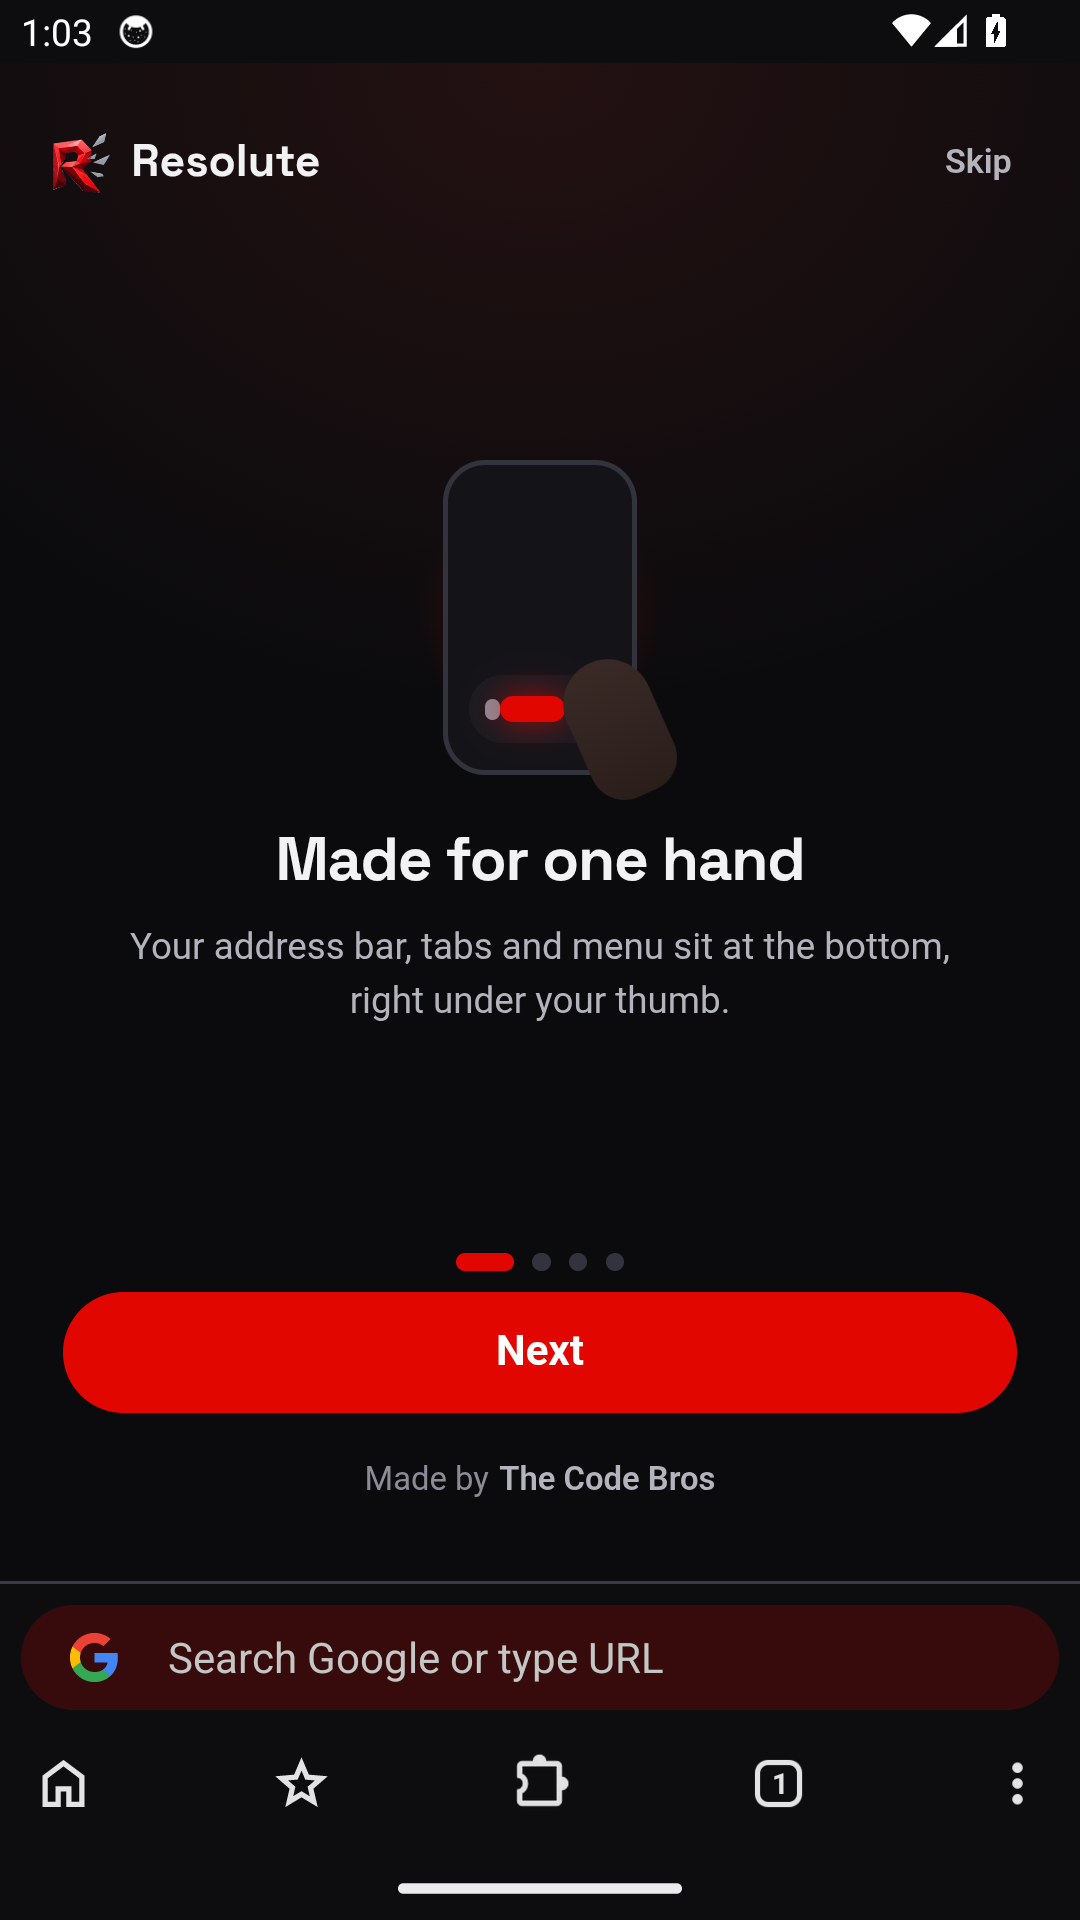 1:03
Resolute
Skip
Made for one hand
Your address bar, tabs and menu sit at the bottom,
right under your thumb.
Next
Made by The Code Bros
Search Google or type URL
1